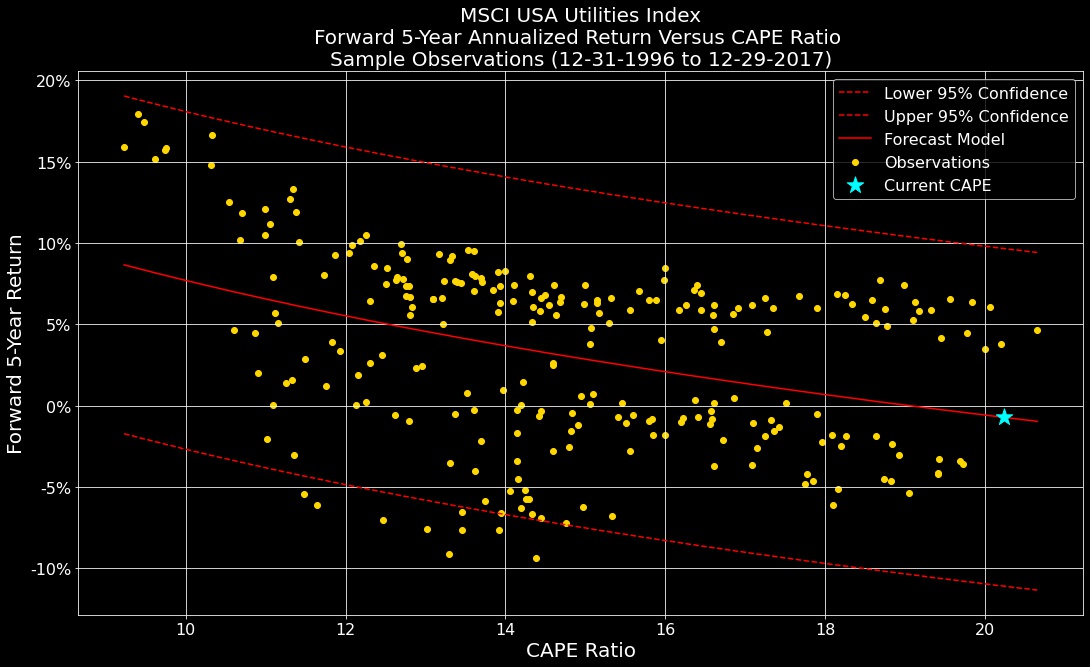 MSCI USA Utilities Index
Forward 5-Year Annualized Return Versus CAPE Ratio
Sample Observations (12-31-1996 to 12-29-2017)
Lower 95% Confidence
Upper 95% Confidence
Forecast Model
Observations
Current CAPE
Forward 5-Year Return
20%
15%
10%
5%
0%
-5%
-10%
10 12 14 16 18 20
CAPE Ratio